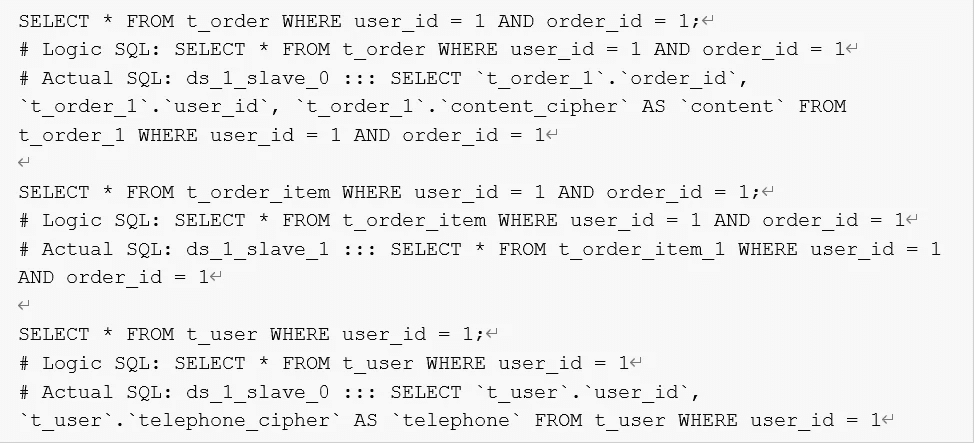 SELECT * FROM t_order WHERE user_id = 1 AND order_id = 1;↵
# Logic SQL: SELECT * FROM t_order WHERE user_id = 1 AND order_id = 1↵
# Actual SQL: ds_1_slave_0 ::: SELECT `t_order_1`.`order_id`,
`t_order_1`.`user_id`, `t_order_1`.`content_cipher` AS `content` FROM
t_order_1 WHERE user_id = 1 AND order_id = 1↵
↵
SELECT * FROM t_order_item WHERE user_id = 1 AND order_id = 1;↵
# Logic SQL: SELECT * FROM t_order_item WHERE user_id = 1 AND order_id = 1↵
# Actual SQL: ds_1_slave_1 ::: SELECT * FROM t_order_item_1 WHERE user_id = 1
AND order_id = 1↵
↵
SELECT * FROM t_user WHERE user_id = 1;↵
# Logic SQL: SELECT * FROM t_user WHERE user_id = 1↵
# Actual SQL: ds_1_slave_0 ::: SELECT `t_user`.`user_id`,
`t_user`.`telephone_cipher` AS `telephone` FROM t_user WHERE user_id = 1↵